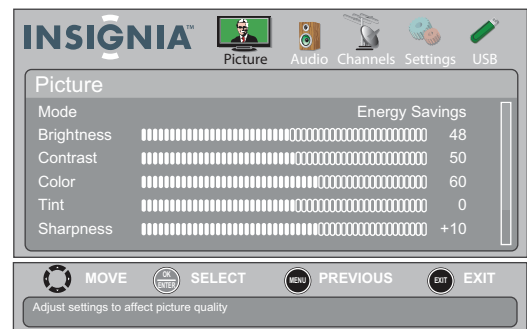 INSIGNIA™
Picture Audio Channels Settings USB
Picture
Mode Energy Savings
Brightness 48
Contrast 50
Color 60
Tint 0
Sharpness +10
MOVE OK ENTER SELECT MENU PREVIOUS EXIT EXIT
Adjust settings to affect picture quality